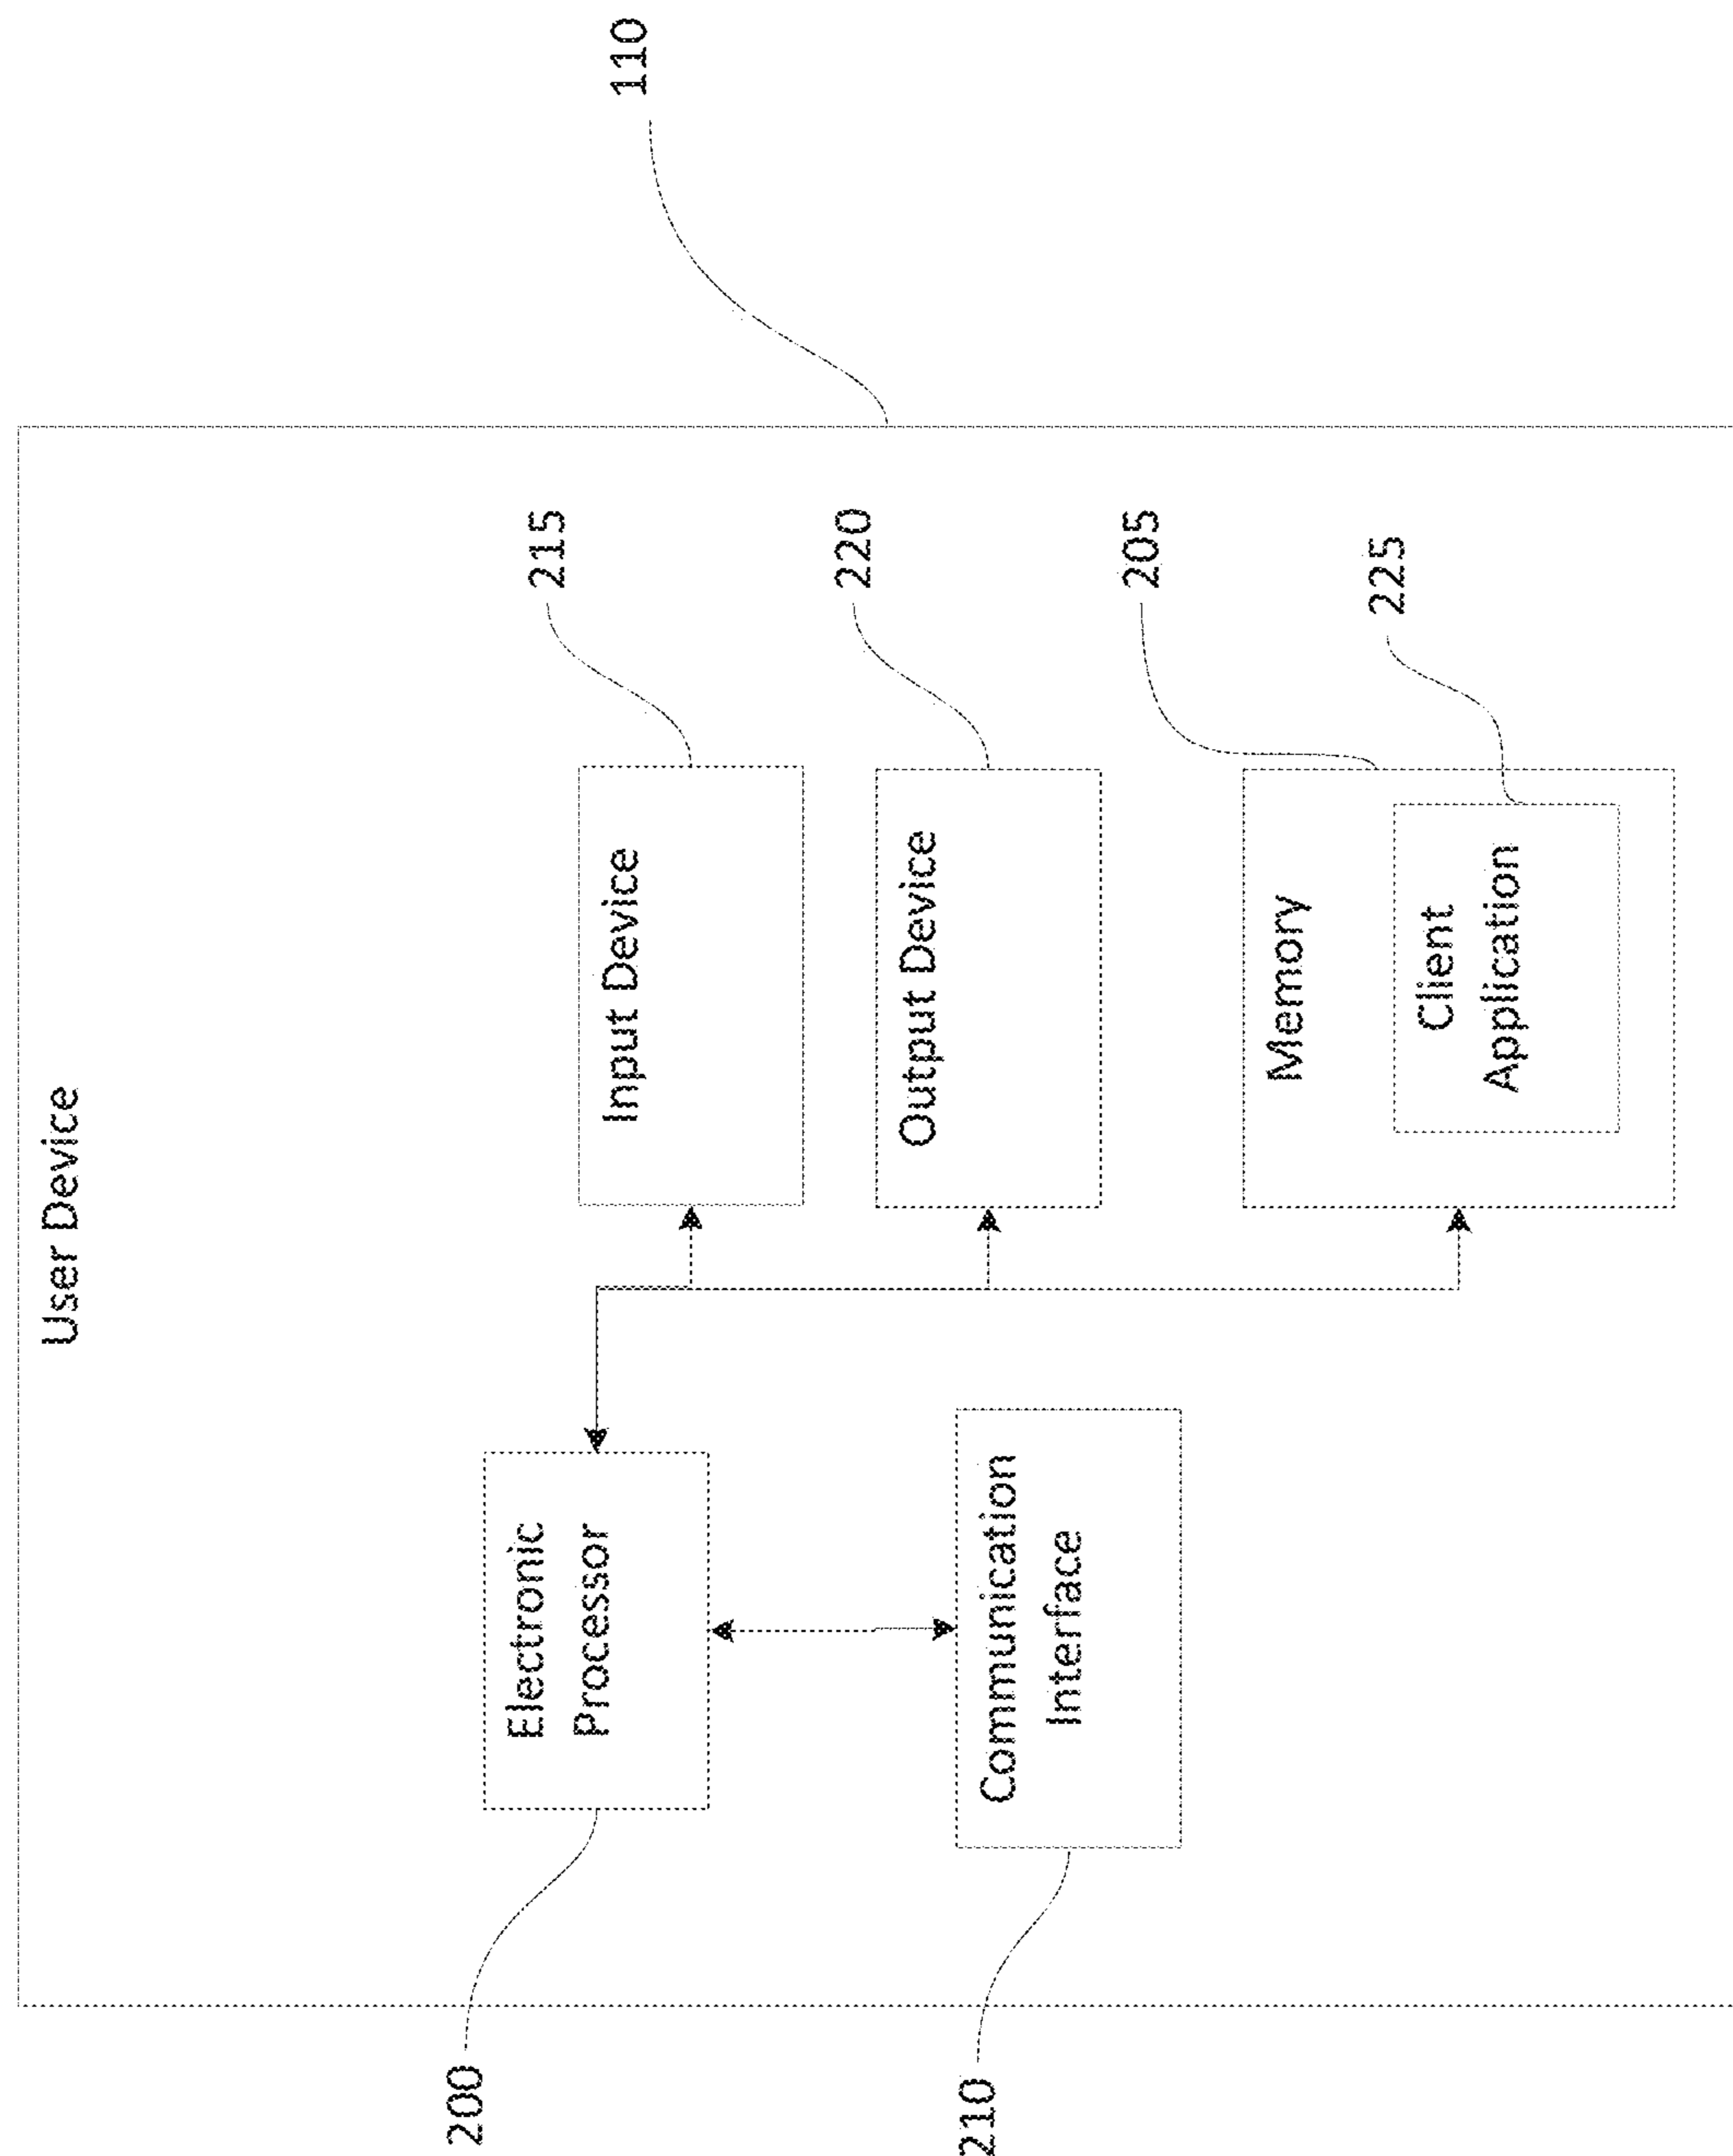 User Device
110
200
Electronic
Processor
215
Input Device
220
Output Device
210
Communication
Interface
205
Memory
225
Client
Application